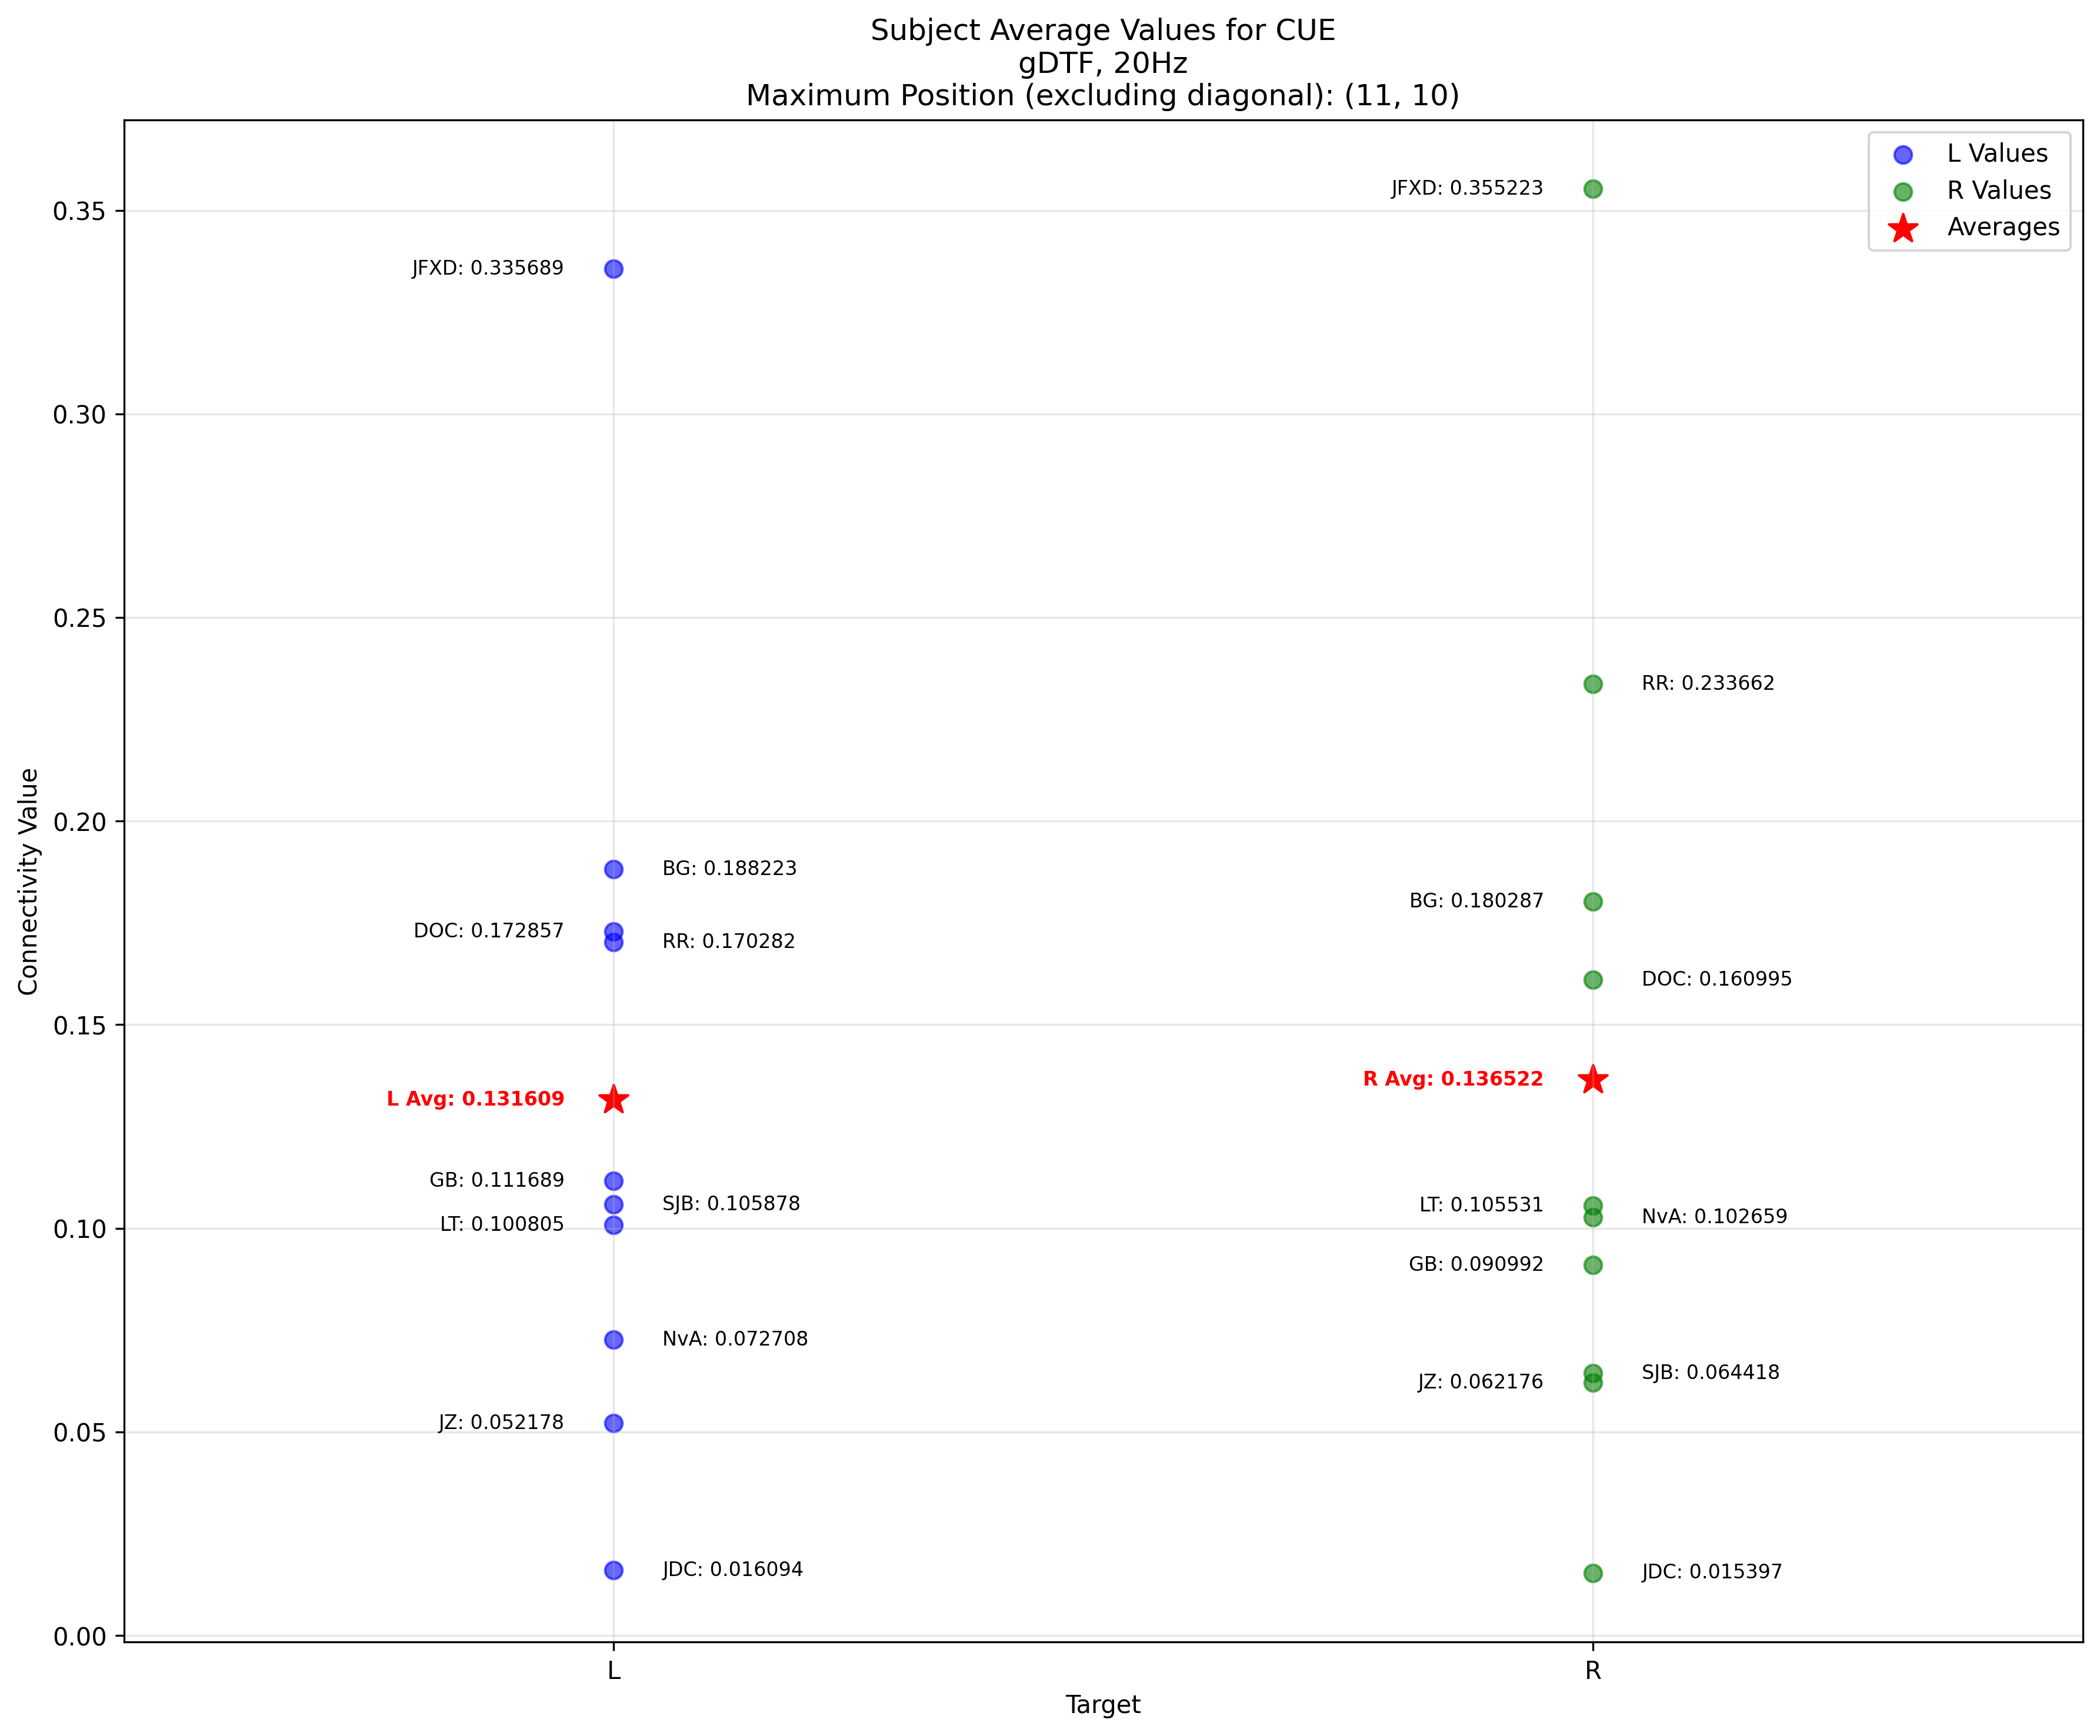 Subject Average Values for CUE
gDTF, 20Hz
Maximum Position (excluding diagonal): (11, 10)
L Values
R Values
Averages
Connectivity Value
0.35
0.30
0.25
0.20
0.15
0.10
0.05
0.00
JFXD: 0.335689
BG: 0.188223
DOC: 0.172857
RR: 0.170282
L Avg: 0.131609
GB: 0.111689
SJB: 0.105878
LT: 0.100805
NvA: 0.072708
JZ: 0.052178
JDC: 0.016094
JFXD: 0.355223
RR: 0.233662
BG: 0.180287
DOC: 0.160995
R Avg: 0.136522
LT: 0.105531
NvA: 0.102659
GB: 0.090992
SJB: 0.064418
JZ: 0.062176
JDC: 0.015397
L
R
Target